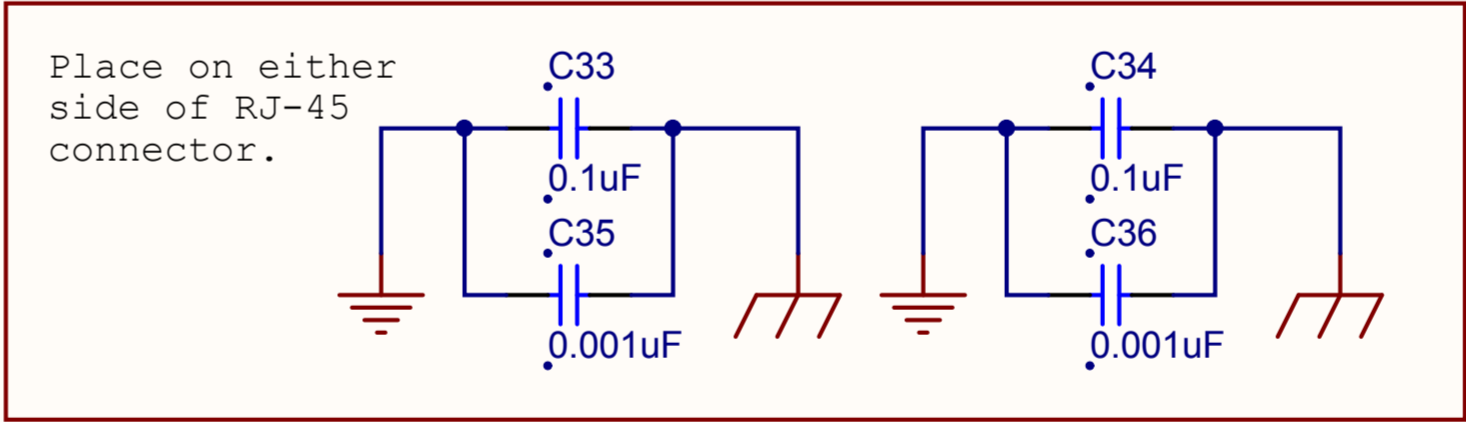 Place on either
side of RJ-45
connector.
C33
0.1uF
C35
0.001uF
C34
0.1uF
C36
0.001uF